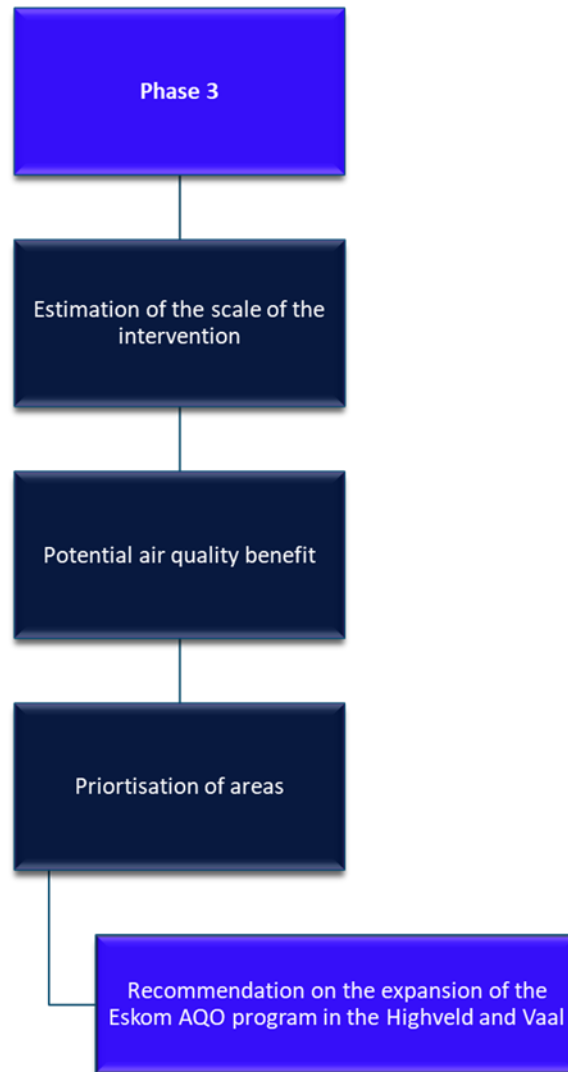 Phase 3
Estimation of the scale of the
intervention
Potential air quality benefit
Priortisation of areas
Recommendation on the expansion of the
Eskom AQO program in the Highveld and Vaal